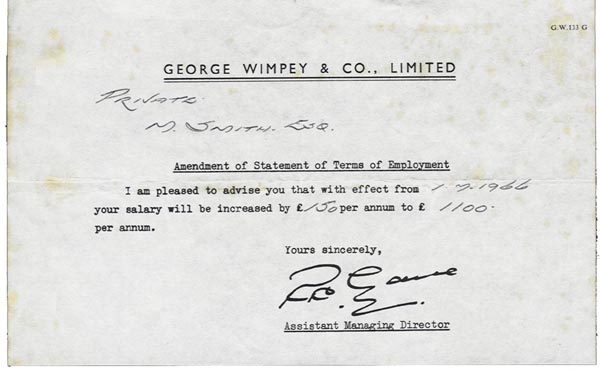 G.W.133 G
GEORGE WIMPEY & CO., LIMITED
PRIVATE.
M. SMITH. ESQ.
Amendment of Statement of Terms of Employment
I am pleased to advise you that with effect from 1.7.1966
your salary will be increased by £150 per annum to £ 1100.
per annum.
Yours sincerely,
Assistant Managing Director